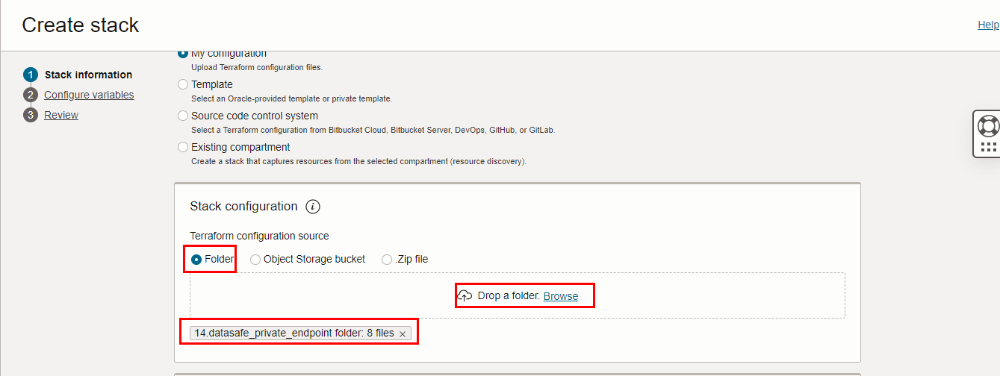 Create stack
Help
1 Stack information
2 Configure variables
3 Review
My configuration
Upload Terraform configuration files.
Template
Select an Oracle-provided template or private template.
Source code control system
Select a Terraform configuration from Bitbucket Cloud, Bitbucket Server, DevOps, GitHub, or GitLab.
Existing compartment
Create a stack that captures resources from the selected compartment (resource discovery).
Stack configuration i
Terraform configuration source
Folder Object Storage bucket .Zip file
Drop a folder. Browse
14.datasafe_private_endpoint folder: 8 files ×